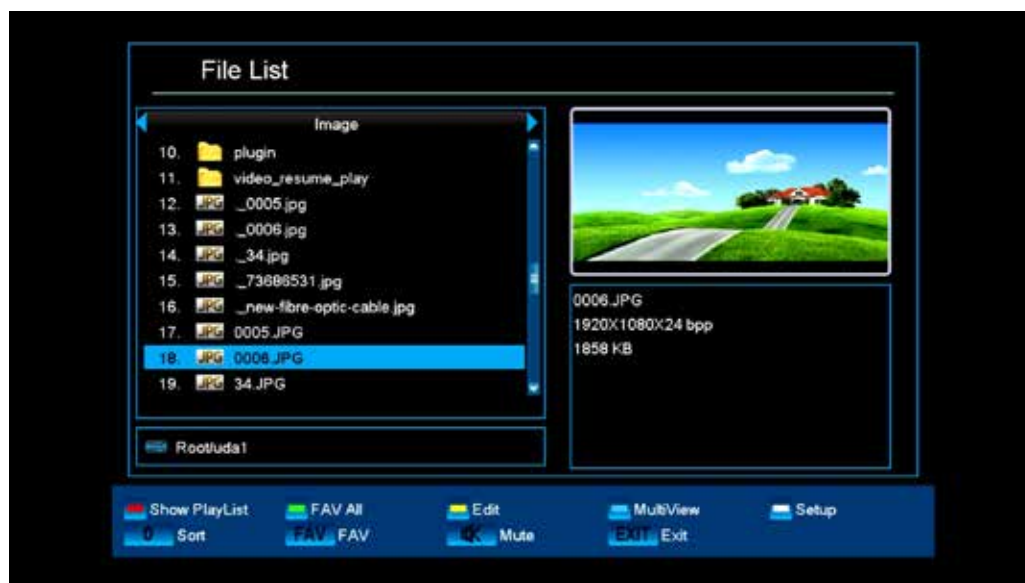 File List
Image
10. plugin
11. video_resume_play
12. JPG _0005.jpg
13. JPG _0006.jpg
14. JPG _34.jpg
15. JPG _73686531.jpg
16. JPG _new-fibre-optic-cable.jpg
17. JPG 0005.JPG
18. JPG 0006.JPG
19. JPG 34.JPG
Root/uda1
0006.JPG
1920X1080X24 bpp
1858 KB
Show PlayList FAV All Edit MultiView Setup
0 Sort FAV FAV Mute EXIT Exit